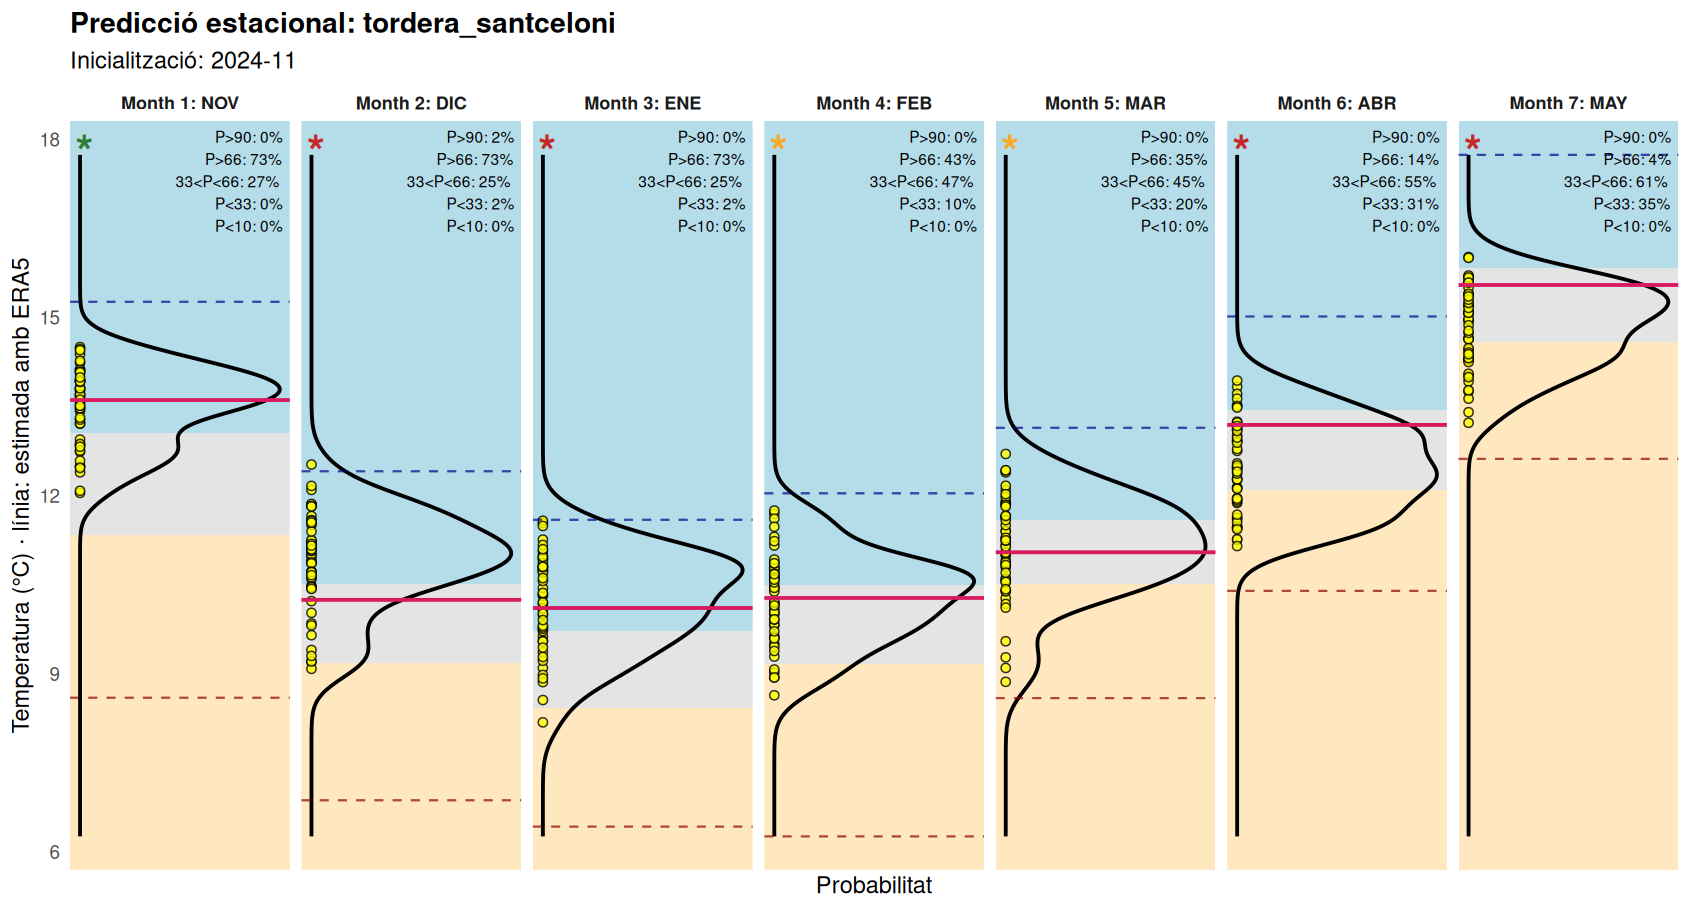 Predicció estacional: tordera_santceloni
Inicialització: 2024-11
Month 1: NOV
Month 2: DIC
Month 3: ENE
Month 4: FEB
Month 5: MAR
Month 6: ABR
Month 7: MAY
*
P>90: 0%
P>66: 73%
33<P<66: 27%
P<33: 0%
P<10: 0%
*
P>90: 2%
P>66: 73%
33<P<66: 25%
P<33: 2%
P<10: 0%
*
P>90: 0%
P>66: 73%
33<P<66: 25%
P<33: 2%
P<10: 0%
*
P>90: 0%
P>66: 43%
33<P<66: 47%
P<33: 10%
P<10: 0%
*
P>90: 0%
P>66: 35%
33<P<66: 45%
P<33: 20%
P<10: 0%
*
P>90: 0%
P>66: 14%
33<P<66: 55%
P<33: 31%
P<10: 0%
*
P>90: 0%
P>66: 4%
33<P<66: 61%
P<33: 35%
P<10: 0%
18
15
12
9
6
Temperatura (°C) · línia: estimada amb ERA5
Probabilitat